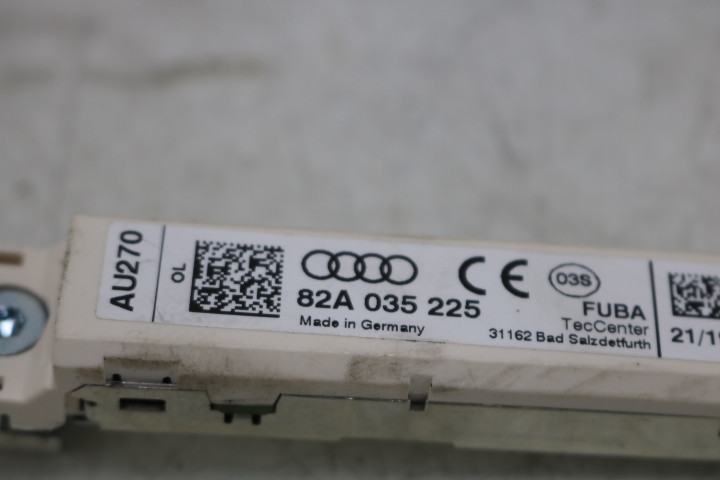 AU270
OL
82A 035 225
Made in Germany
CE
03S
FUBA
TecCenter
31162 Bad Salzdetfurth